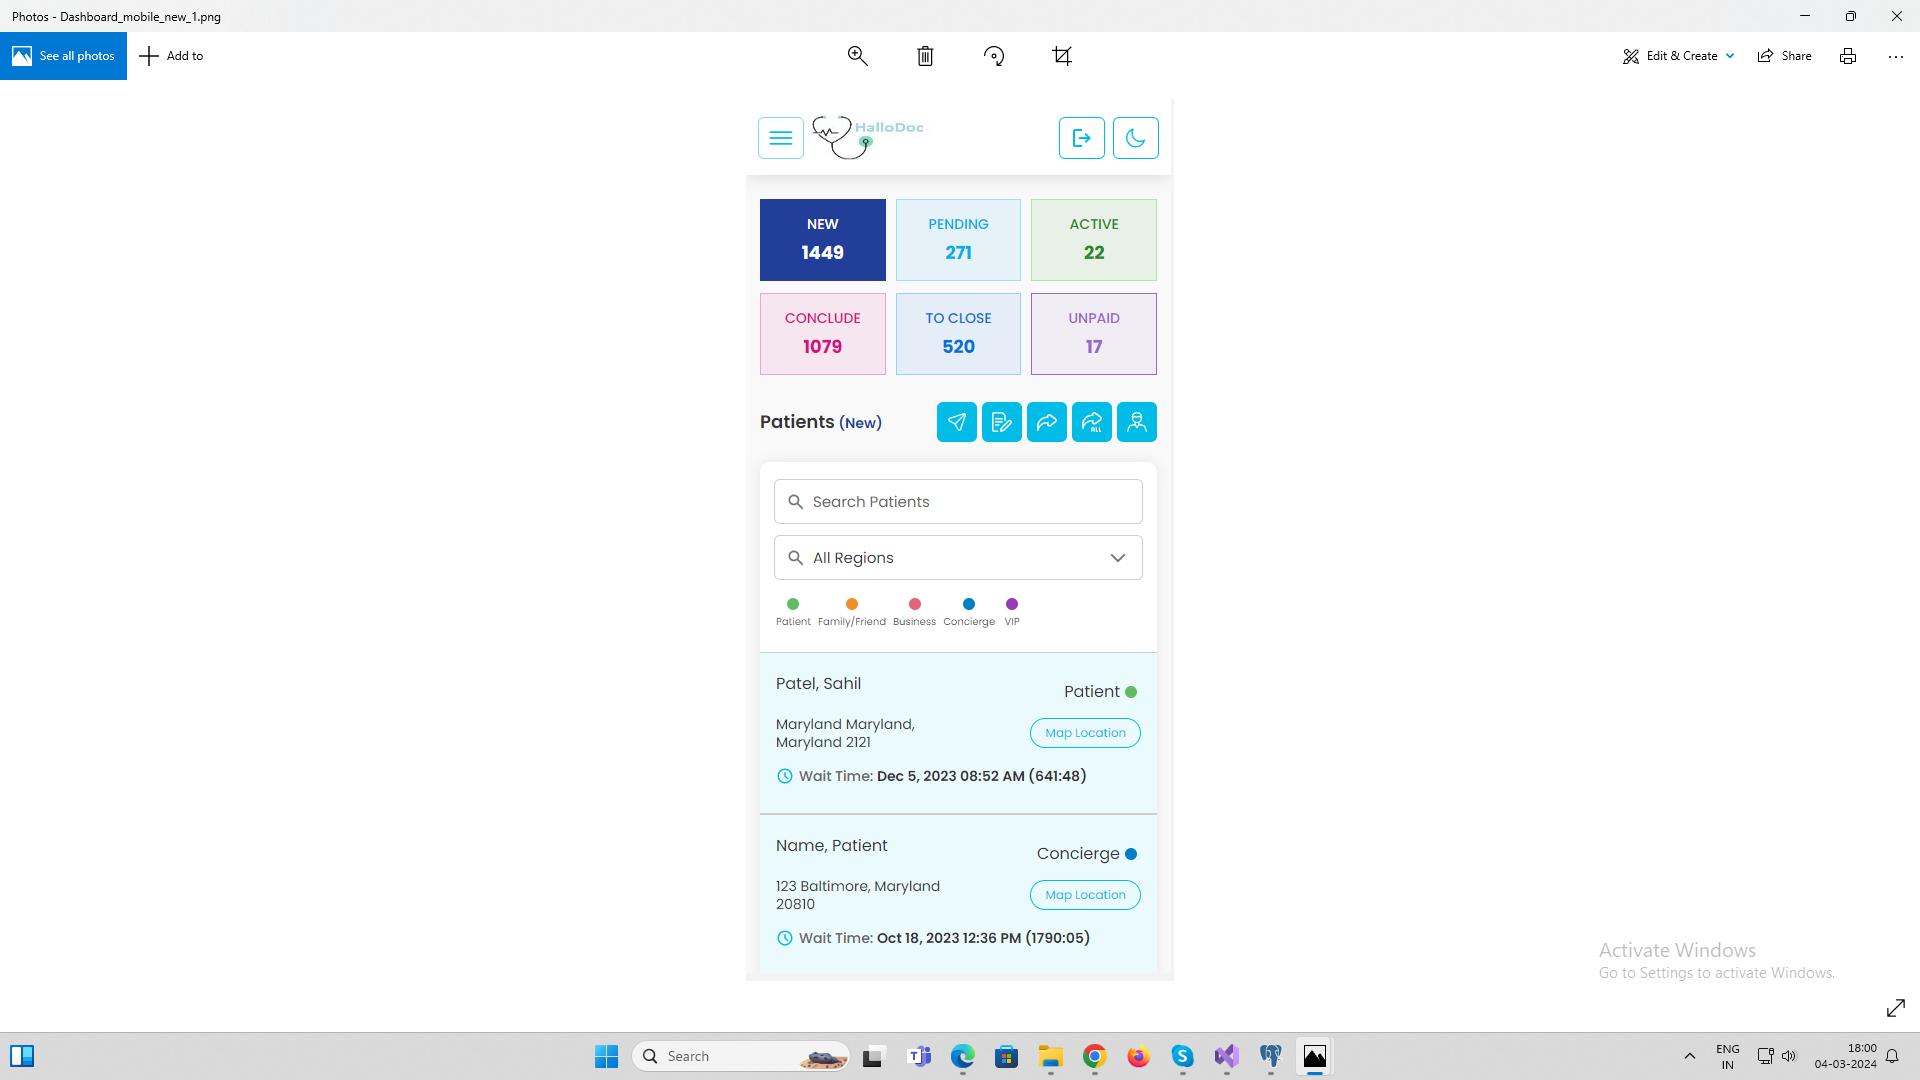 Photos - Dashboard_mobile_new_1.png
See all photos
Add to
Edit & Create
Share
HalloDoc
NEW
1449
PENDING
271
ACTIVE
22
CONCLUDE
1079
TO CLOSE
520
UNPAID
17
Patients (New)
ALL
Search Patients
All Regions
Patient Family/Friend Business Concierge VIP
Patel, Sahil
Patient
Maryland Maryland,
Maryland 2121
Map Location
Wait Time: Dec 5, 2023 08:52 AM (641:48)
Name, Patient
Concierge
123 Baltimore, Maryland
20810
Map Location
Wait Time: Oct 18, 2023 12:36 PM (1790:05)
Activate Windows
Go to Settings to activate Windows.
Search
ENG
IN
18:00
04-03-2024